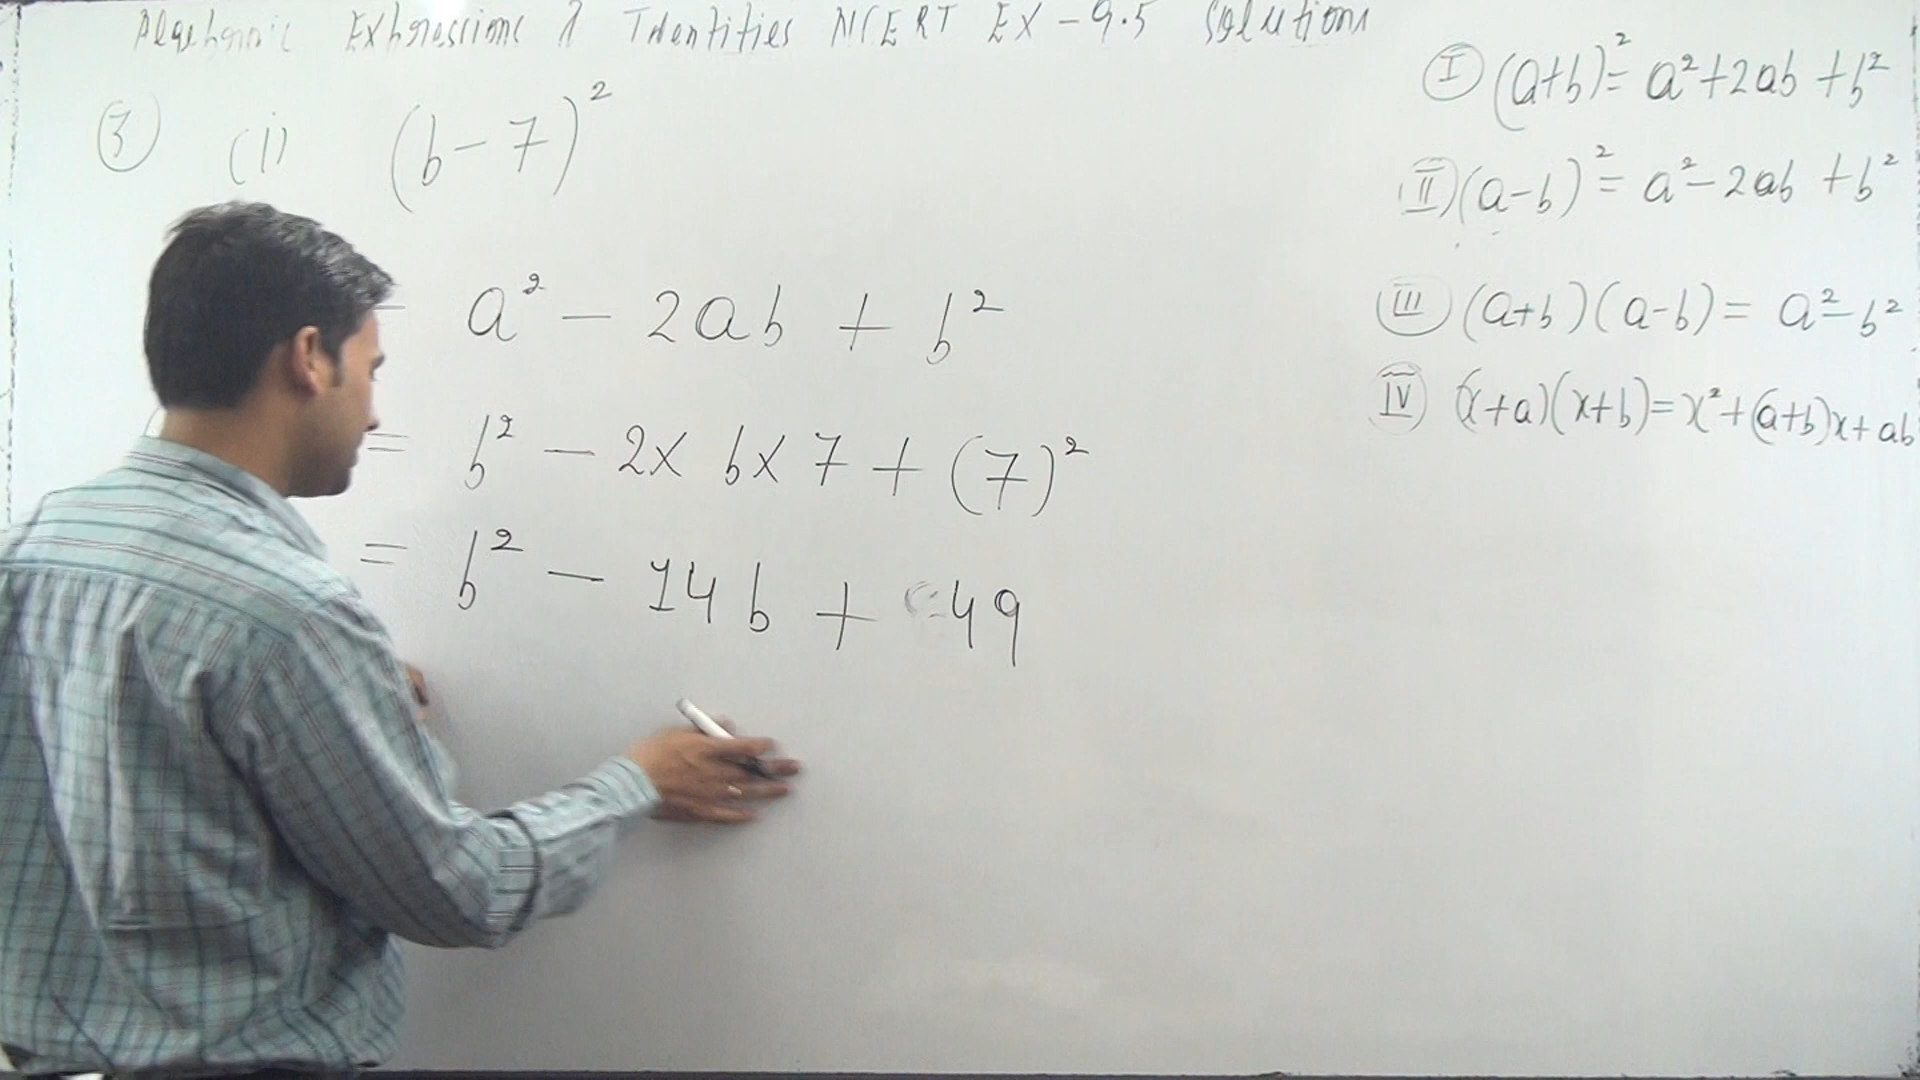 Algebraic Expressions & Identities NCERT EX-9.5 Solutions
③ (i) (b-7)²
= a² - 2ab + b²
= b² - 2× b× 7 + (7)²
= b² - 14b + 49
Ⓘ (a+b)² = a²+2ab+b²
Ⅱ (a-b)² = a²-2ab+b²
Ⅲ (a+b)(a-b) = a²-b²
Ⅳ (x+a)(x+b)=x²+(a+b)x+ab